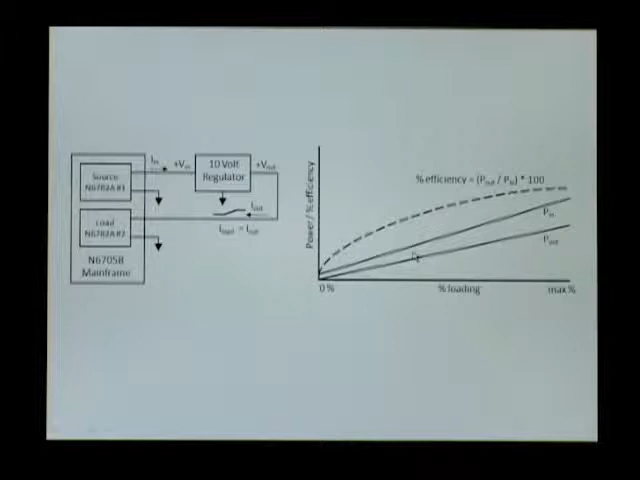 I_in
+V_in
10 Volt
Regulator
+V_out
Source
N6782A #1
Load
N6782A #2
I_out
I_load = I_out
N6705B
Mainframe
Power / % efficiency
% efficiency = (P_out / P_in) * 100
P_in
P_out
0 %
% loading
max %